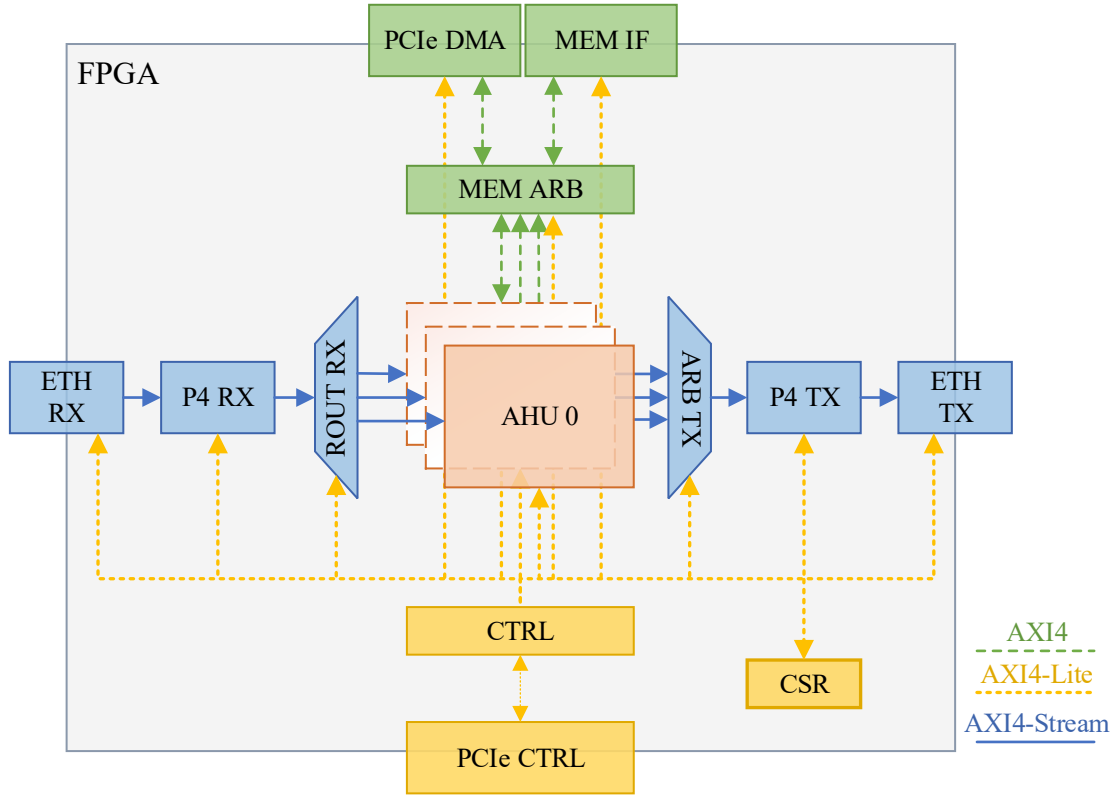 PCIe DMA
MEM IF
FPGA
MEM ARB
ETH
RX
P4 RX
ROUT RX
AHU 0
ARB TX
P4 TX
ETH
TX
CTRL
CSR
PCIe CTRL
AXI4
AXI4-Lite
AXI4-Stream